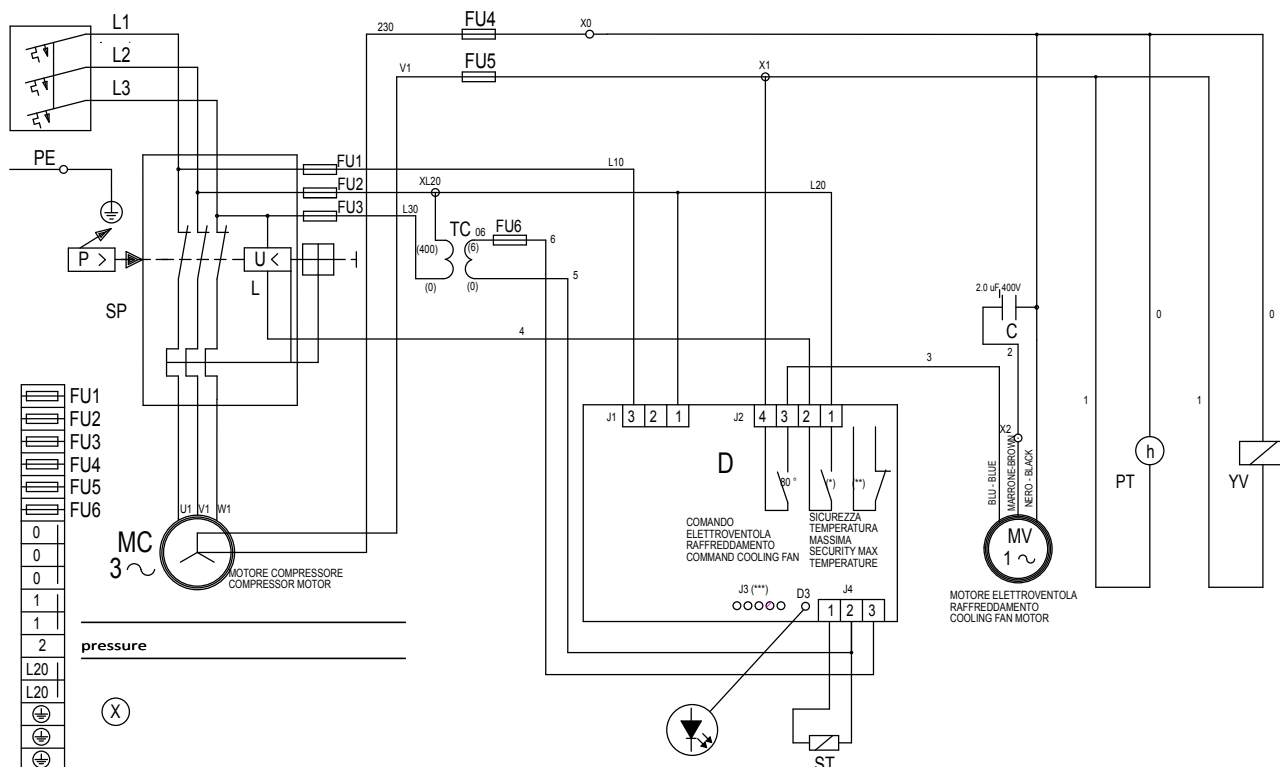 L1
L2
L3
PE
SP
P >
U <
L
FU1
FU2
FU3
230
FU4
X0
V1
FU5
X1
L10
XL20
L20
L30
TC
06
FU6
6
5
(400)
(6)
(0)
(0)
4
3
2.0 uF 400V
C
2
1
0
1
0
X2
BLU - BLUE
MARRONE-BROWN
NERO - BLACK
PT
h
YV
MV
1 ~
MOTORE ELETTROVENTOLA
RAFFREDDAMENTO
COOLING FAN MOTOR
J1
3 2 1
J2
4 3 2 1
D
80 °
(*)
(**)
COMANDO
ELETTROVENTOLA
RAFFREDDAMENTO
COMMAND COOLING FAN
SICUREZZA
TEMPERATURA
MASSIMA
SECURITY MAX
TEMPERATURE
J3 (***)
D3
J4
1 2 3
ST
U1 V1 W1
MC
3 ~
MOTORE COMPRESSORE
COMPRESSOR MOTOR
FU1
FU2
FU3
FU4
FU5
FU6
0
0
0
1
1
2
L20
L20
pressure
X